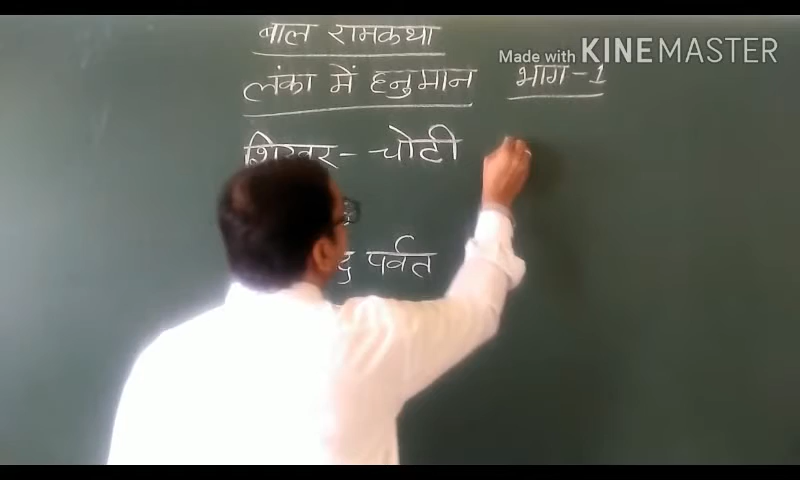 बाल रामकथा
Made with KINEMASTER
लंका में हनुमान भाग-1
शिखर - चोटी
पर्वत